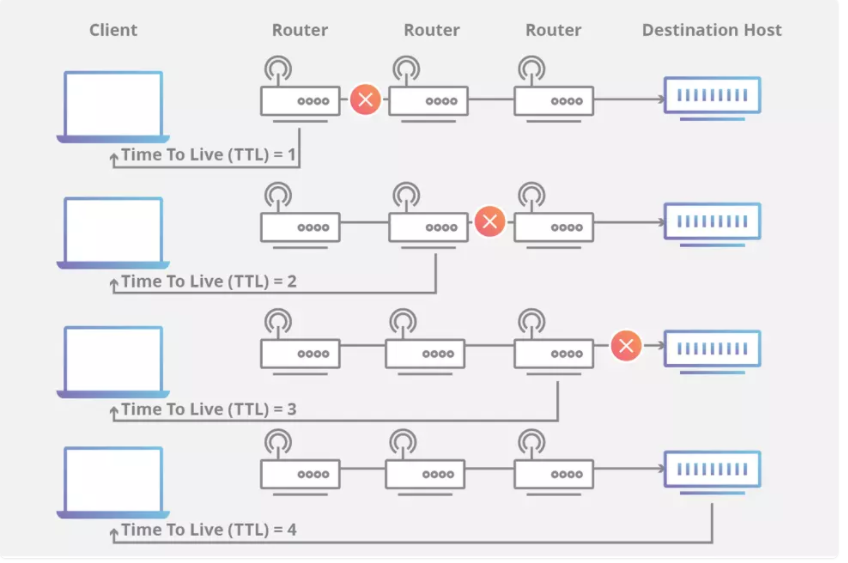 Client
Router
Router
Router
Destination Host
Time To Live (TTL) = 1
Time To Live (TTL) = 2
Time To Live (TTL) = 3
Time To Live (TTL) = 4